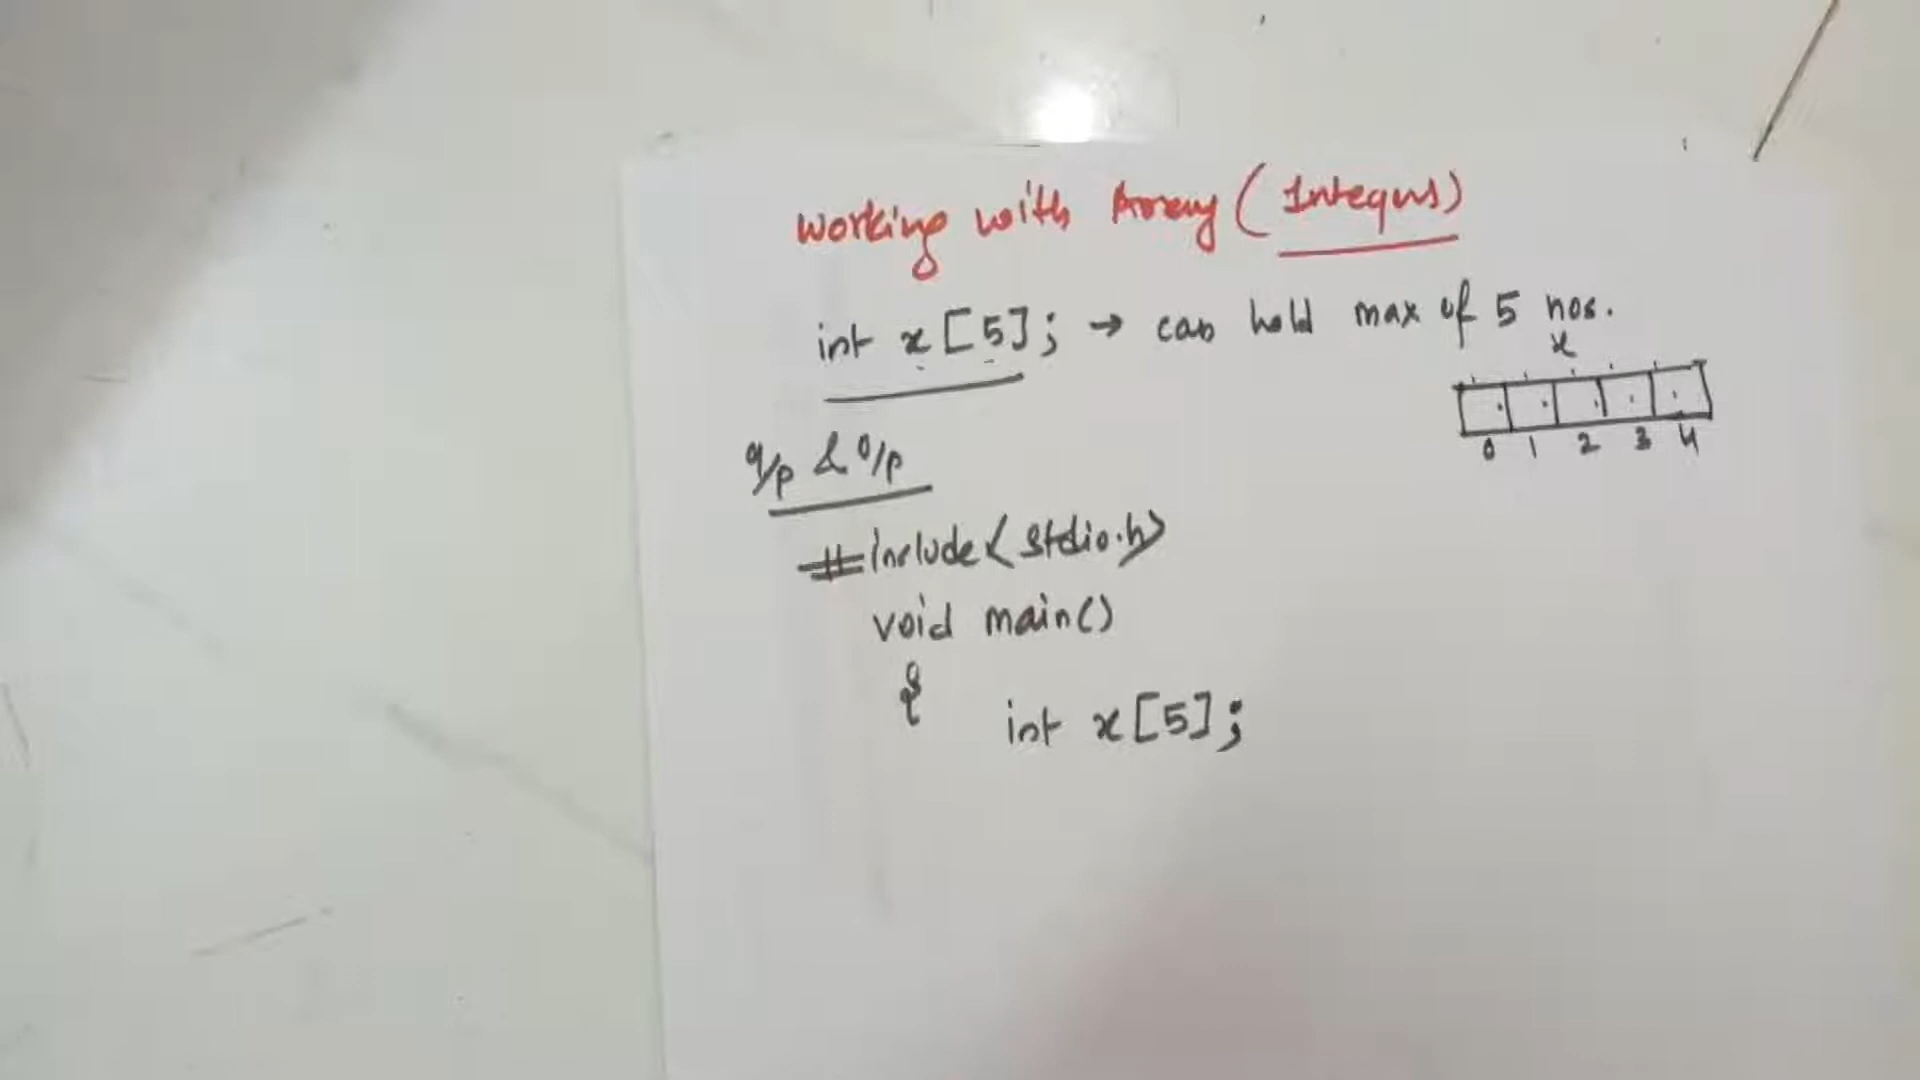 working with Array (Integers)
int x[5]; → can hold max of 5 nos.
x
0 1 2 3 4
i/p & o/p
#include<stdio.h>
void main()
{ int x[5];